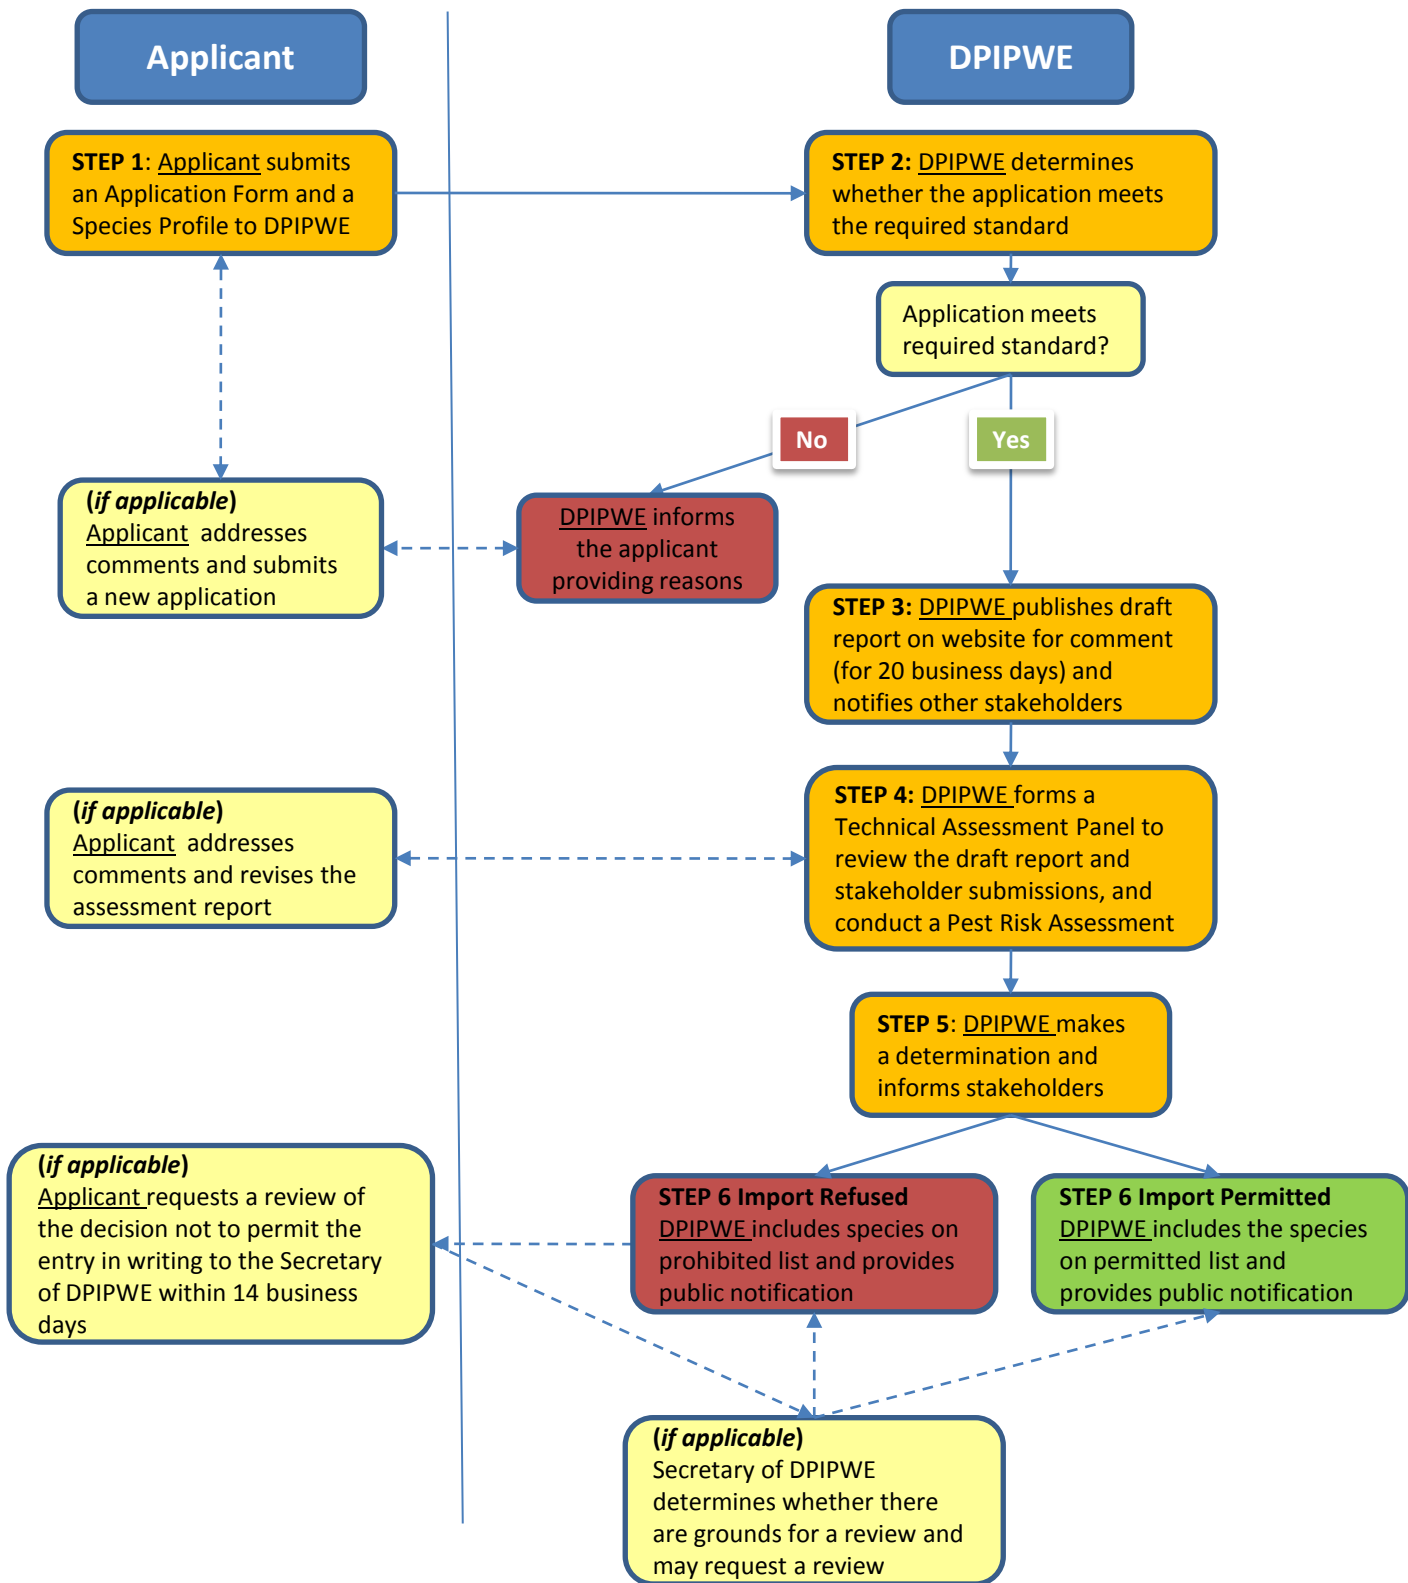 Applicant
DPIPWE
STEP 1: Applicant submits
an Application Form and a
Species Profile to DPIPWE
STEP 2: DPIPWE determines
whether the application meets
the required standard
Application meets
required standard?
No
Yes
(if applicable)
Applicant addresses
comments and submits
a new application
DPIPWE informs
the applicant
providing reasons
STEP 3: DPIPWE publishes draft
report on website for comment
(for 20 business days) and
notifies other stakeholders
(if applicable)
Applicant addresses
comments and revises the
assessment report
STEP 4: DPIPWE forms a
Technical Assessment Panel to
review the draft report and
stakeholder submissions, and
conduct a Pest Risk Assessment
STEP 5: DPIPWE makes
a determination and
informs stakeholders
(if applicable)
Applicant requests a review of
the decision not to permit the
entry in writing to the Secretary
of DPIPWE within 14 business
days
STEP 6 Import Refused
DPIPWE includes species on
prohibited list and provides
public notification
STEP 6 Import Permitted
DPIPWE includes the species
on permitted list and
provides public notification
(if applicable)
Secretary of DPIPWE
determines whether there
are grounds for a review and
may request a review